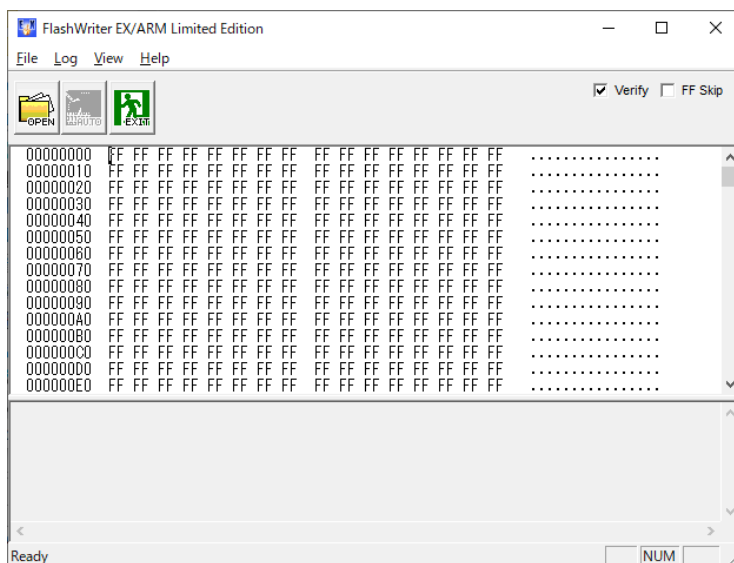 FlashWriter EX/ARM Limited Edition
File Log View Help
OPEN AUTO EXIT Verify FF Skip
00000000 FF FF FF FF FF FF FF FF FF FF FF FF FF FF FF FF ................
00000010 FF FF FF FF FF FF FF FF FF FF FF FF FF FF FF FF ................
00000020 FF FF FF FF FF FF FF FF FF FF FF FF FF FF FF FF ................
00000030 FF FF FF FF FF FF FF FF FF FF FF FF FF FF FF FF ................
00000040 FF FF FF FF FF FF FF FF FF FF FF FF FF FF FF FF ................
00000050 FF FF FF FF FF FF FF FF FF FF FF FF FF FF FF FF ................
00000060 FF FF FF FF FF FF FF FF FF FF FF FF FF FF FF FF ................
00000070 FF FF FF FF FF FF FF FF FF FF FF FF FF FF FF FF ................
00000080 FF FF FF FF FF FF FF FF FF FF FF FF FF FF FF FF ................
00000090 FF FF FF FF FF FF FF FF FF FF FF FF FF FF FF FF ................
000000A0 FF FF FF FF FF FF FF FF FF FF FF FF FF FF FF FF ................
000000B0 FF FF FF FF FF FF FF FF FF FF FF FF FF FF FF FF ................
000000C0 FF FF FF FF FF FF FF FF FF FF FF FF FF FF FF FF ................
000000D0 FF FF FF FF FF FF FF FF FF FF FF FF FF FF FF FF ................
000000E0 FF FF FF FF FF FF FF FF FF FF FF FF FF FF FF FF ................
Ready NUM